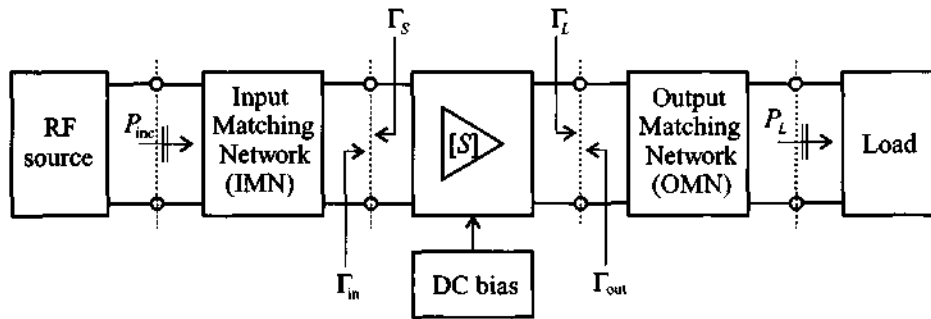 Γ_S
Γ_L
RF
source
P_inc
Input
Matching
Network
(IMN)
[S]
Output
Matching
Network
(OMN)
P_L
Load
Γ_in
DC bias
Γ_out